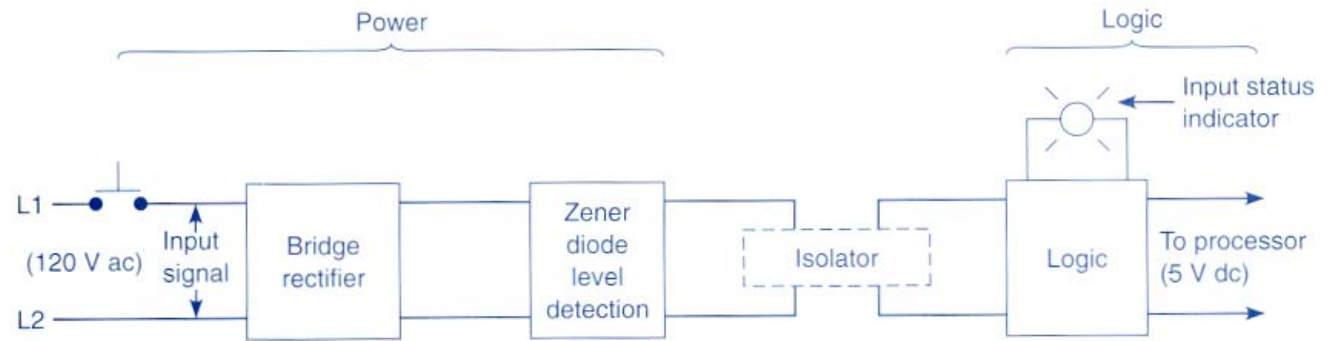 Power
Logic
Input status
indicator
L1
(120 V ac)
L2
Input
signal
Bridge
rectifier
Zener
diode
level
detection
Isolator
Logic
To processor
(5 V dc)